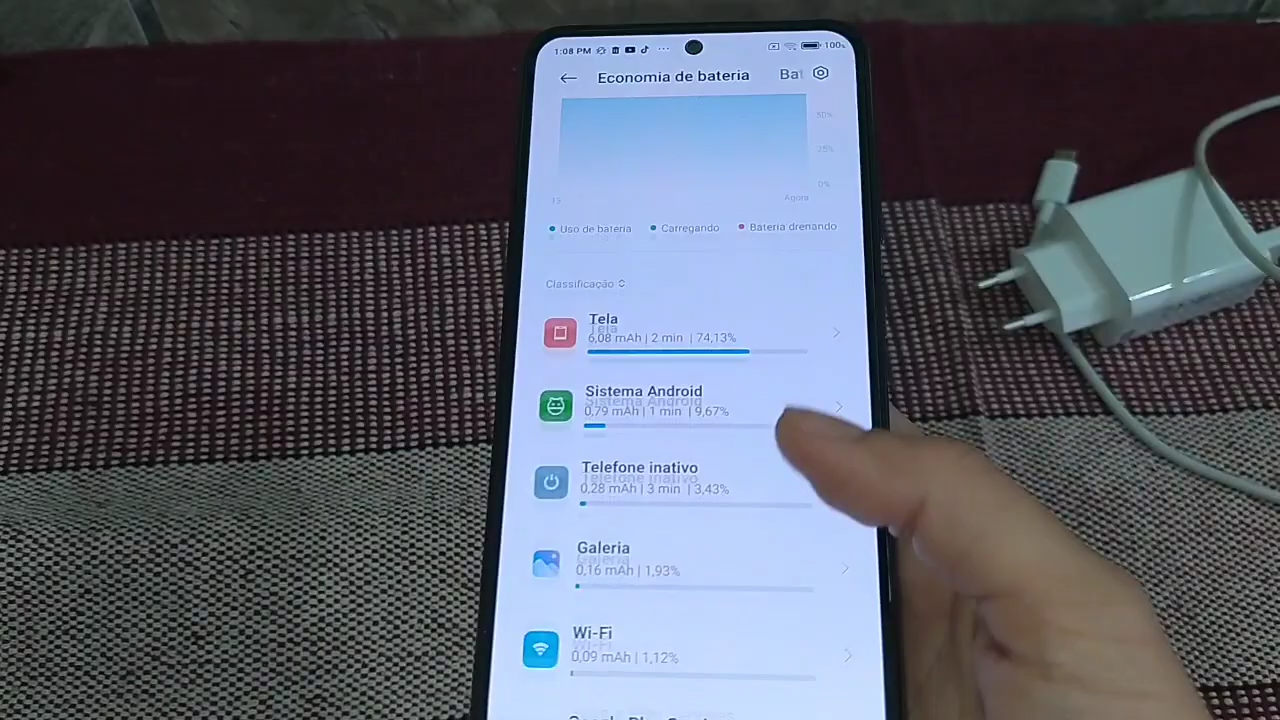 1:08 PM
100%
Economia de bateria
Bat
50%
25%
0%
13
Agora
Uso de bateria
Carregando
Bateria drenando
Classificação
Tela
6,08 mAh | 2 min | 74,13%
Sistema Android
0,79 mAh | 1 min | 9,67%
Telefone inativo
0,28 mAh | 3 min | 3,43%
Galeria
0,16 mAh | 1,93%
Wi-Fi
0,09 mAh | 1,12%